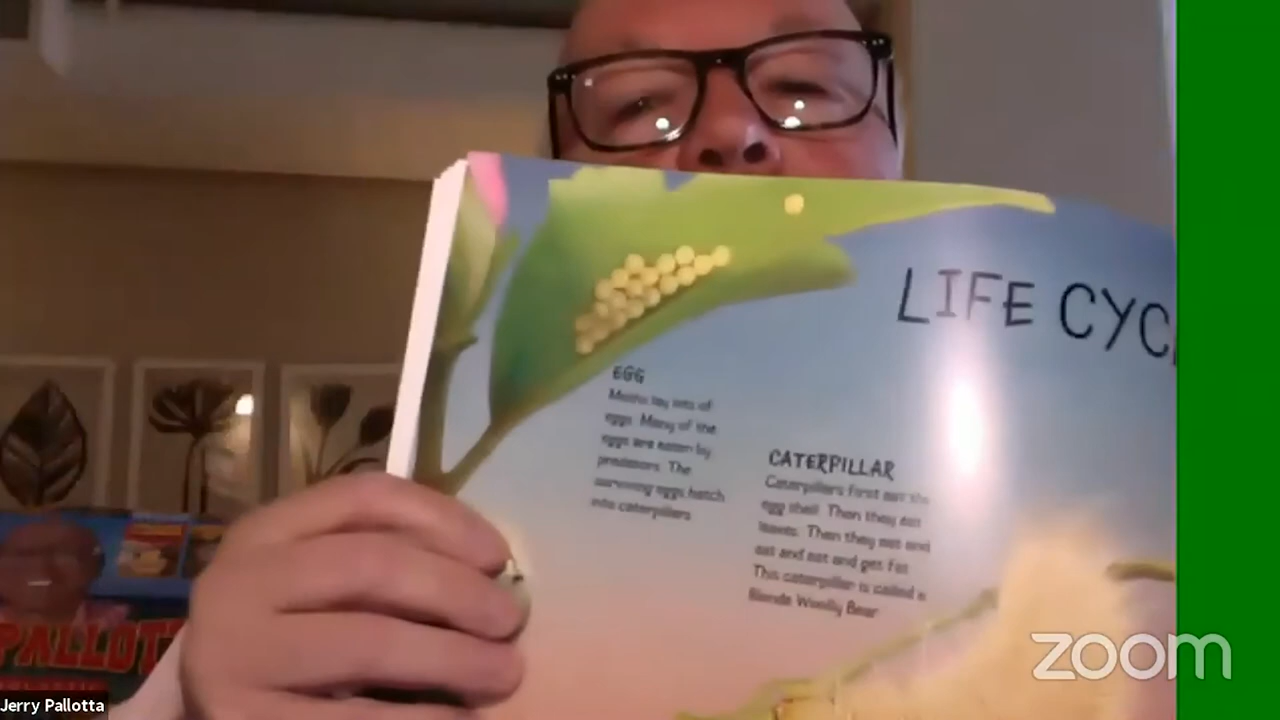 LIFE CYC
EGG
Moths lay lots of
eggs. Many of the
eggs are eaten by
predators. The
surviving eggs hatch
into caterpillars.
CATERPILLAR
Caterpillars first eat the
egg shell. Then they eat
leaves. Then they eat and
eat and eat and get fat.
This caterpillar is called a
Blonde Woolly Bear.
PALLOT
Jerry Pallotta
zoom